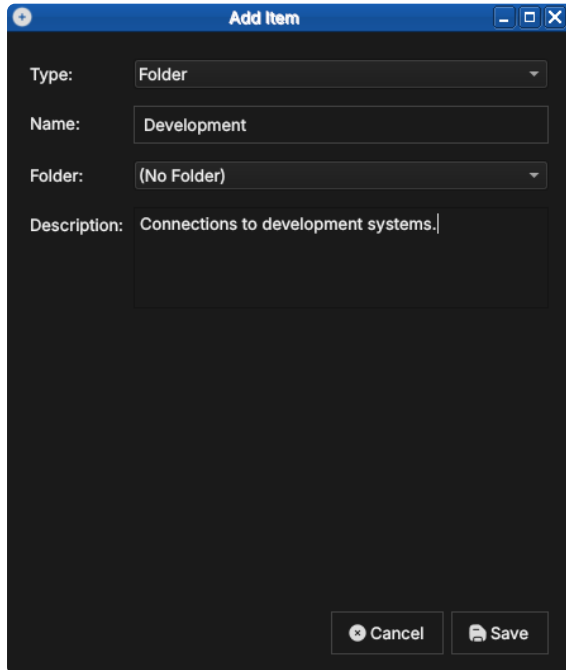 Add Item
Type: Folder
Name: Development
Folder: (No Folder)
Description: Connections to development systems.
Cancel Save